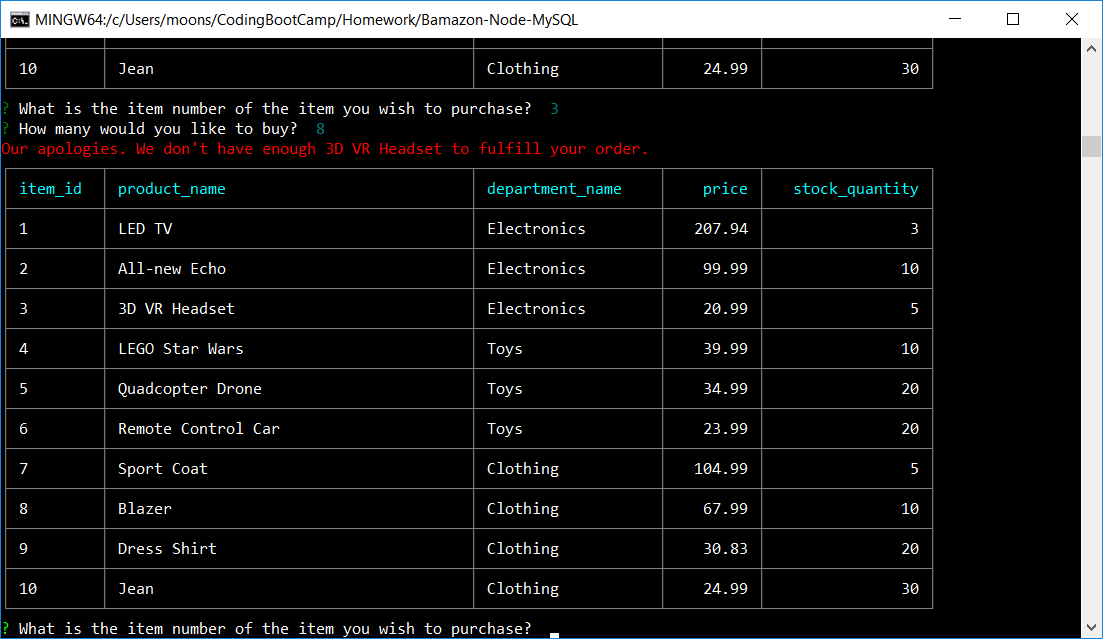 MINGW64:/c/Users/moons/CodingBootCamp/Homework/Bamazon-Node-MySQL
10 Jean Clothing 24.99 30
? What is the item number of the item you wish to purchase? 3
? How many would you like to buy? 8
Our apologies. We don't have enough 3D VR Headset to fulfill your order.
item_id product_name department_name price stock_quantity
1 LED TV Electronics 207.94 3
2 All-new Echo Electronics 99.99 10
3 3D VR Headset Electronics 20.99 5
4 LEGO Star Wars Toys 39.99 10
5 Quadcopter Drone Toys 34.99 20
6 Remote Control Car Toys 23.99 20
7 Sport Coat Clothing 104.99 5
8 Blazer Clothing 67.99 10
9 Dress Shirt Clothing 30.83 20
10 Jean Clothing 24.99 30
? What is the item number of the item you wish to purchase?